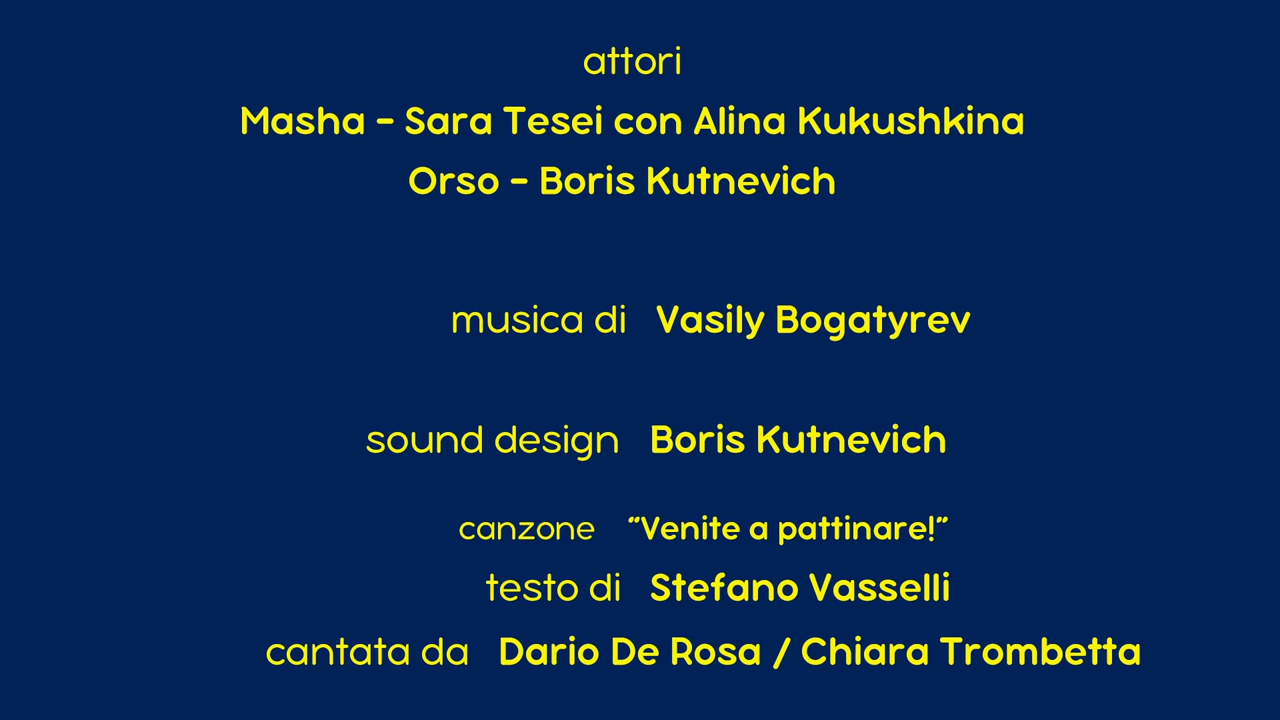 attori
Masha - Sara Tesei con Alina Kukushkina
Orso - Boris Kutnevich
musica di Vasily Bogatyrev
sound design Boris Kutnevich
canzone “Venite a pattinare!”
testo di Stefano Vasselli
cantata da Dario De Rosa / Chiara Trombetta